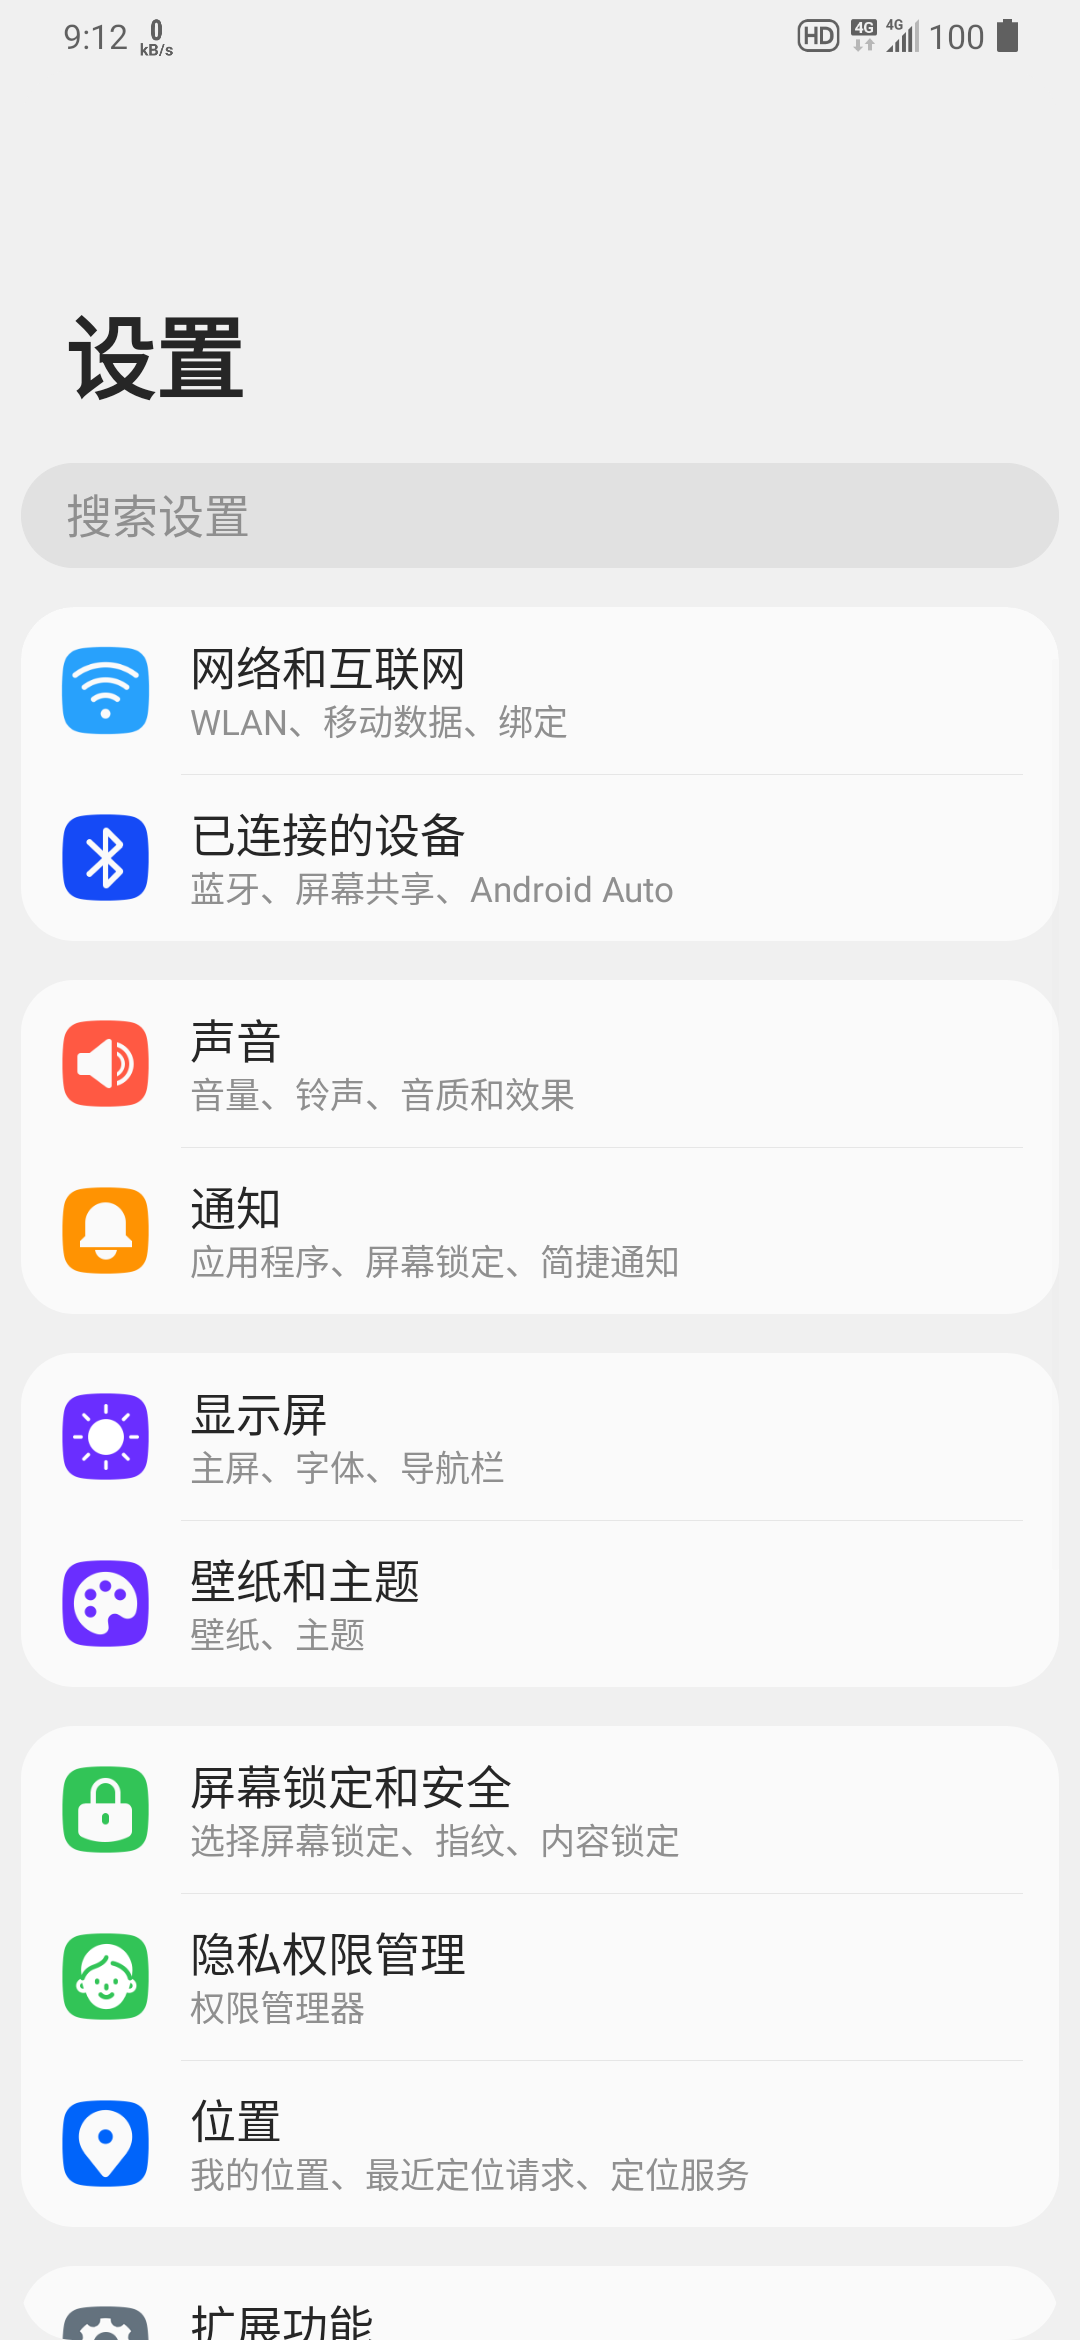 9:12 0 kB/s HD 4G 4G 100
设置
搜索设置
网络和互联网
WLAN、移动数据、绑定
已连接的设备
蓝牙、屏幕共享、Android Auto
声音
音量、铃声、音质和效果
通知
应用程序、屏幕锁定、简捷通知
显示屏
主屏、字体、导航栏
壁纸和主题
壁纸、主题
屏幕锁定和安全
选择屏幕锁定、指纹、内容锁定
隐私权限管理
权限管理器
位置
我的位置、最近定位请求、定位服务
扩展功能